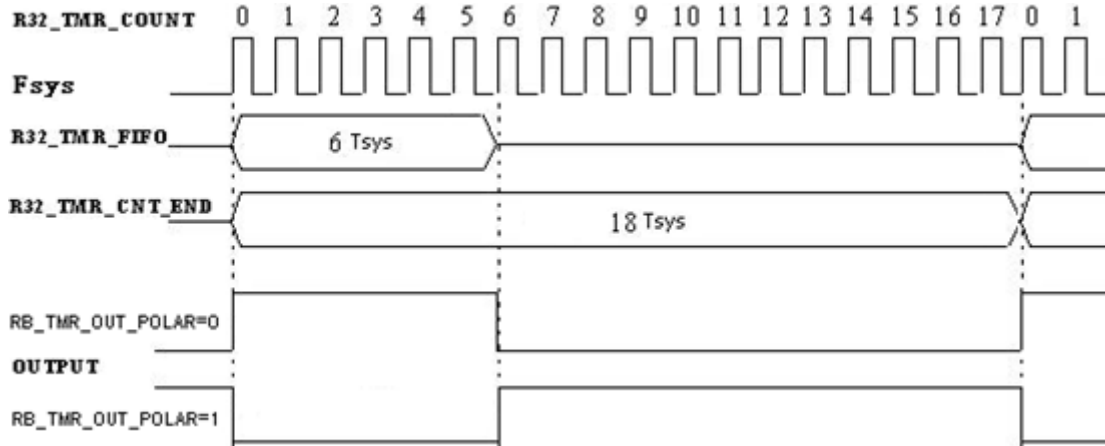 R32_TMR_COUNT 0 1 2 3 4 5 6 7 8 9 10 11 12 13 14 15 16 17 0 1
Fsys
R32_TMR_FIFO 6 Tsys
R32_TMR_CNT_END 18 Tsys
RB_TMR_OUT_POLAR=0
OUTPUT
RB_TMR_OUT_POLAR=1